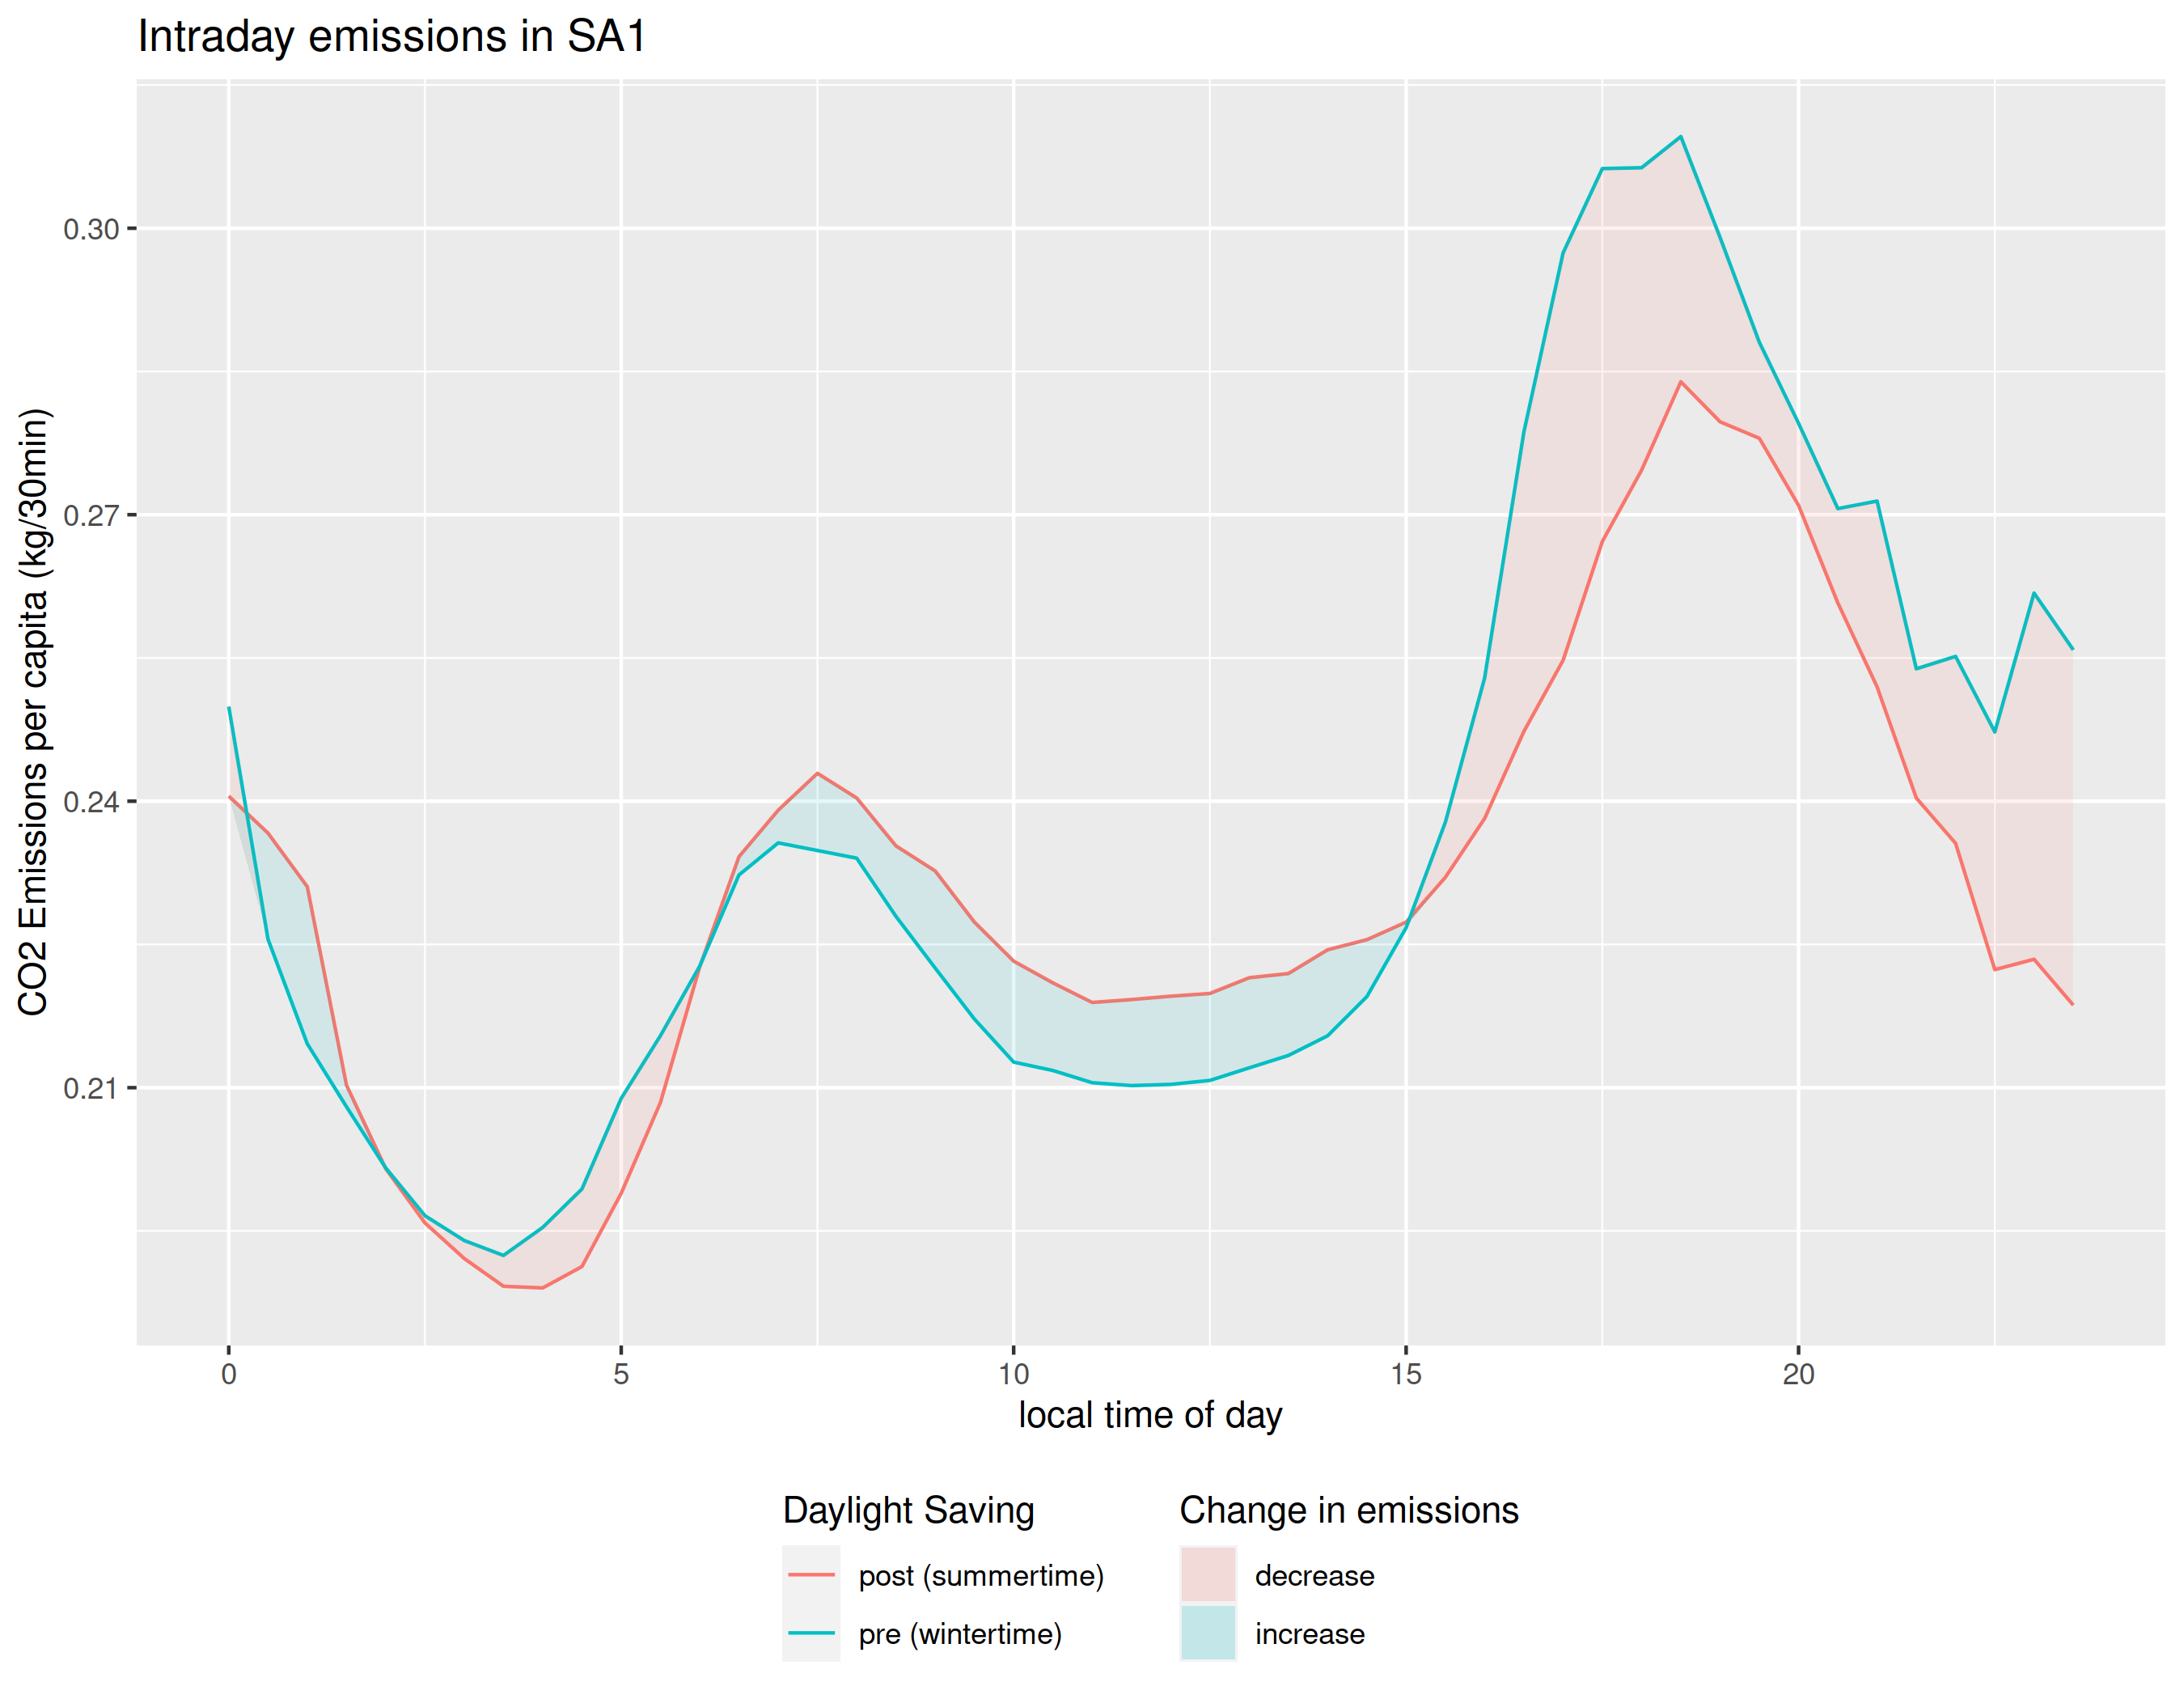 Intraday emissions in SA1
CO2 Emissions per capita (kg/30min)
0.30
0.27
0.24
0.21
0 5 10 15 20
local time of day
Daylight Saving
post (summertime)
pre (wintertime)
Change in emissions
decrease
increase